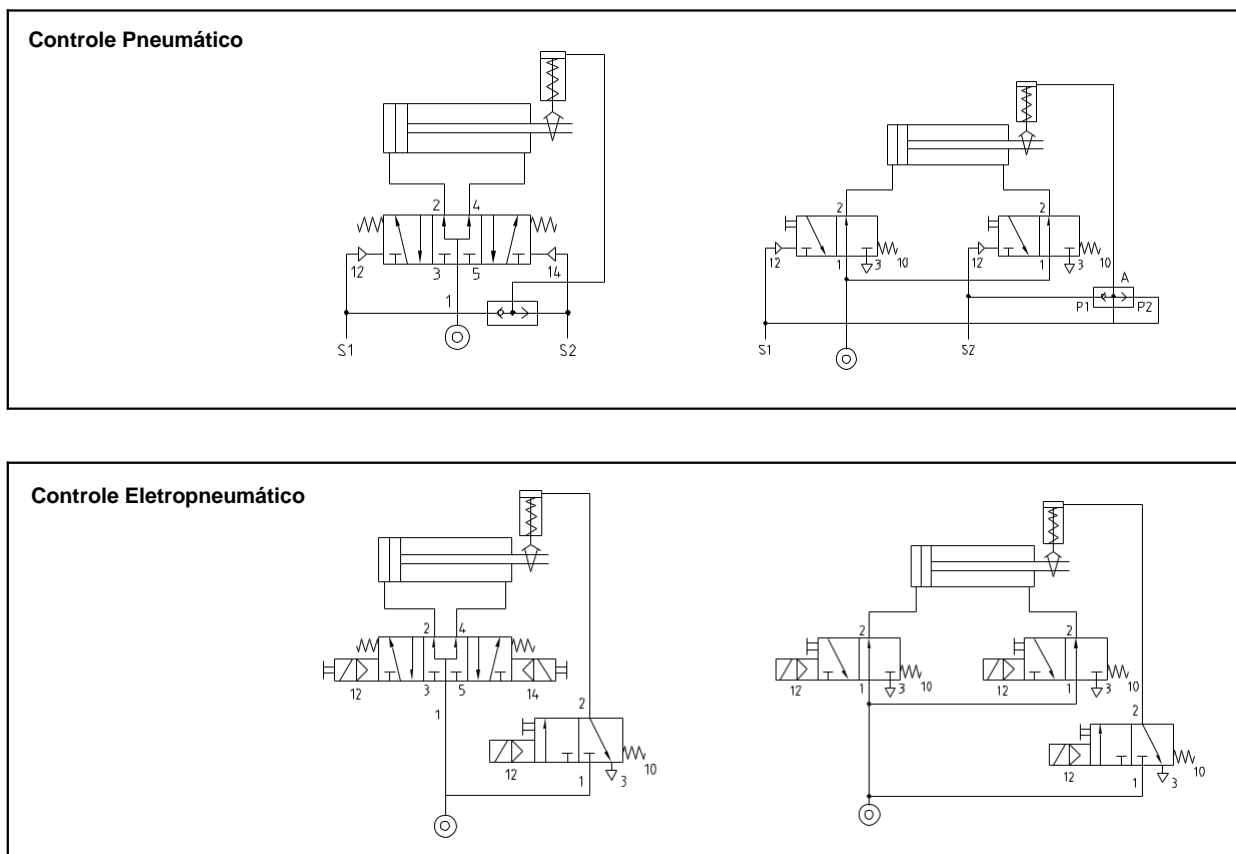 Controle Pneumático
2 4
12 3 5 14
1
S1 S2
2 2
12 1 3 10 12 1 3 10
A
P1 P2
S1 S2
Controle Eletropneumático
2 4
12 3 5 14
1
2
12 1 3 10
2 2
12 1 3 10 12 1 3 10
2
12 1 3 10